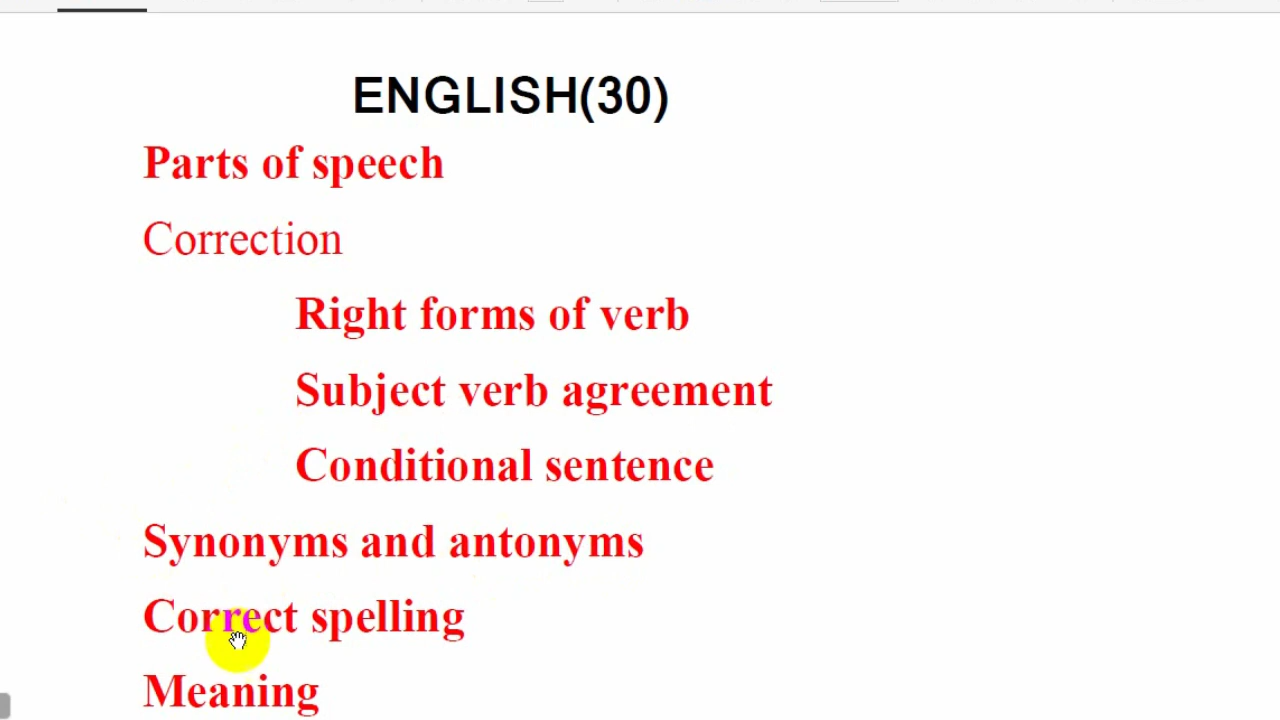 ENGLISH(30)
Parts of speech
Correction
Right forms of verb
Subject verb agreement
Conditional sentence
Synonyms and antonyms
Correct spelling
Meaning